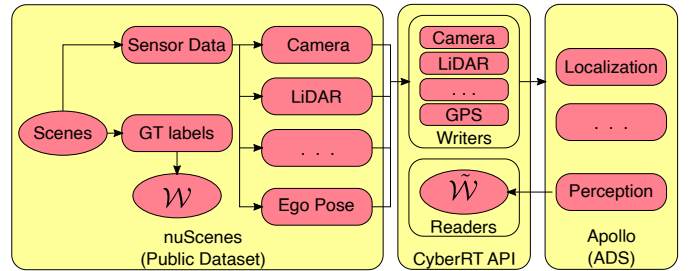 Sensor Data
Camera
LiDAR
. . .
Ego Pose
Scenes
GT labels
𝒲
nuScenes
(Public Dataset)
Camera
LiDAR
. . .
GPS
Writers
𝒲̃
Readers
CyberRT API
Localization
. . .
Perception
Apollo
(ADS)